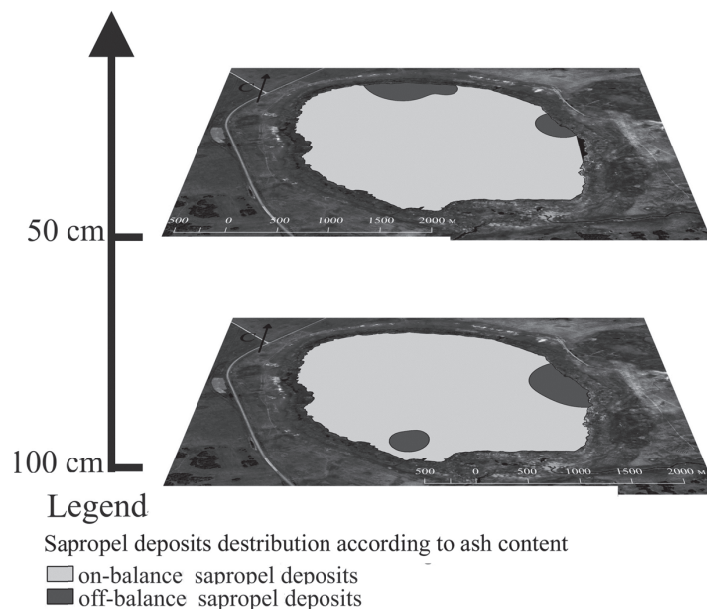 C
500 0 500 1000 1500 2000 м
50 cm
C
100 cm
500 0 500 1000 1500 2000 м
Legend
Sapropel deposits destribution according to ash content
on-balance sapropel deposits
off-balance sapropel deposits